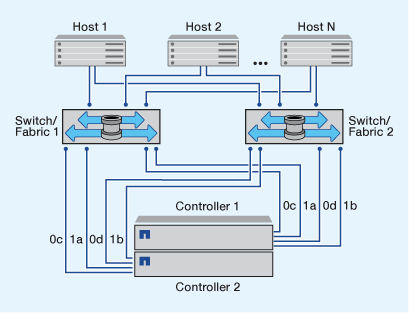 Host 1
Host 2
Host N
Switch/
Fabric 1
Switch/
Fabric 2
Controller 1
0c 1a 0d 1b
0c 1a 0d 1b
Controller 2